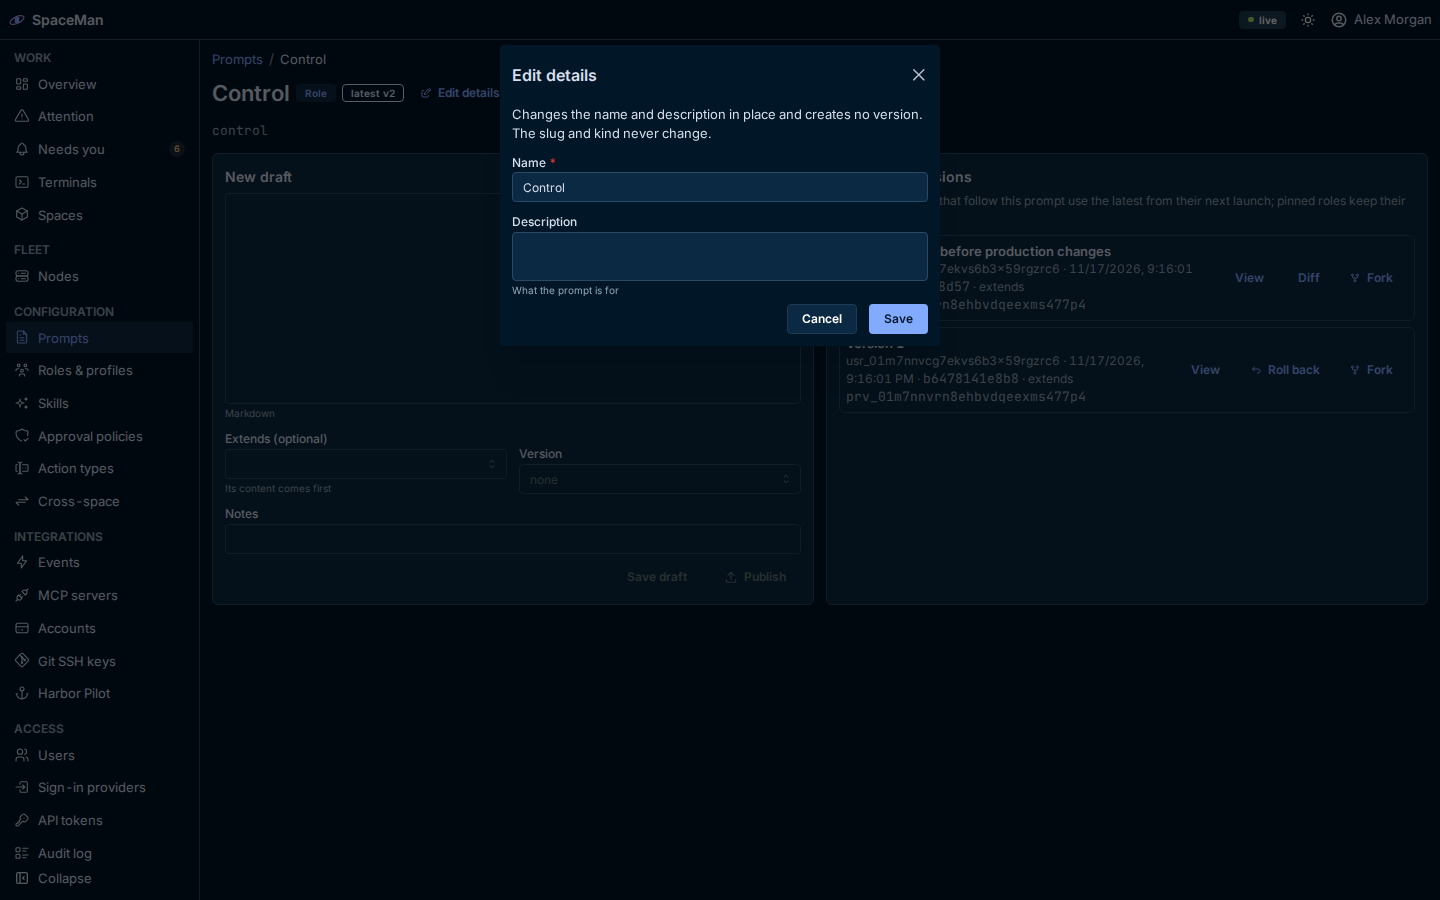 SpaceMan
live
Alex Morgan
WORK
Overview
Attention
Needs you
6
Terminals
Spaces
FLEET
Nodes
CONFIGURATION
Prompts
Roles & profiles
Skills
Approval policies
Action types
Cross-space
INTEGRATIONS
Events
MCP servers
Accounts
Git SSH keys
Harbor Pilot
ACCESS
Users
Sign-in providers
API tokens
Audit log
Collapse
Prompts / Control
Control
Role
latest v2
Edit details
control
New draft
Markdown
Extends (optional)
Its content comes first
Version
none
Notes
Save draft
Publish
Edit details
Changes the name and description in place and creates no version.
The slug and kind never change.
Name *
Control
Description
What the prompt is for
Cancel
Save
that follow this prompt use the latest from their next launch; pinned roles keep their
before production changes
7ekvs6b3x59rgzrc6 · 11/17/2026, 9:16:01
8d57 · extends
rn8ehbvdqeexms477p4
View
Diff
Fork
usr_01m7nnvcg7ekvs6b3x59rgzrc6 · 11/17/2026,
9:16:01 PM · b6478141e8b8 · extends
prv_01m7nnvrn8ehbvdqeexms477p4
View
Roll back
Fork